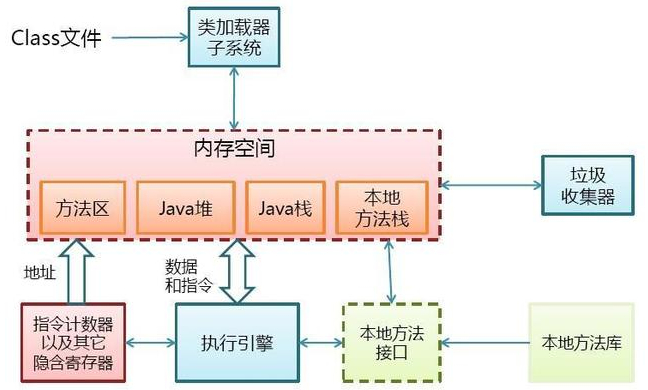 Class文件
类加载器
子系统
内存空间
方法区
Java堆
Java栈
本地
方法栈
垃圾
收集器
地址
数据
和指令
指令计数器
以及其它
隐含寄存器
执行引擎
本地方法
接口
本地方法库